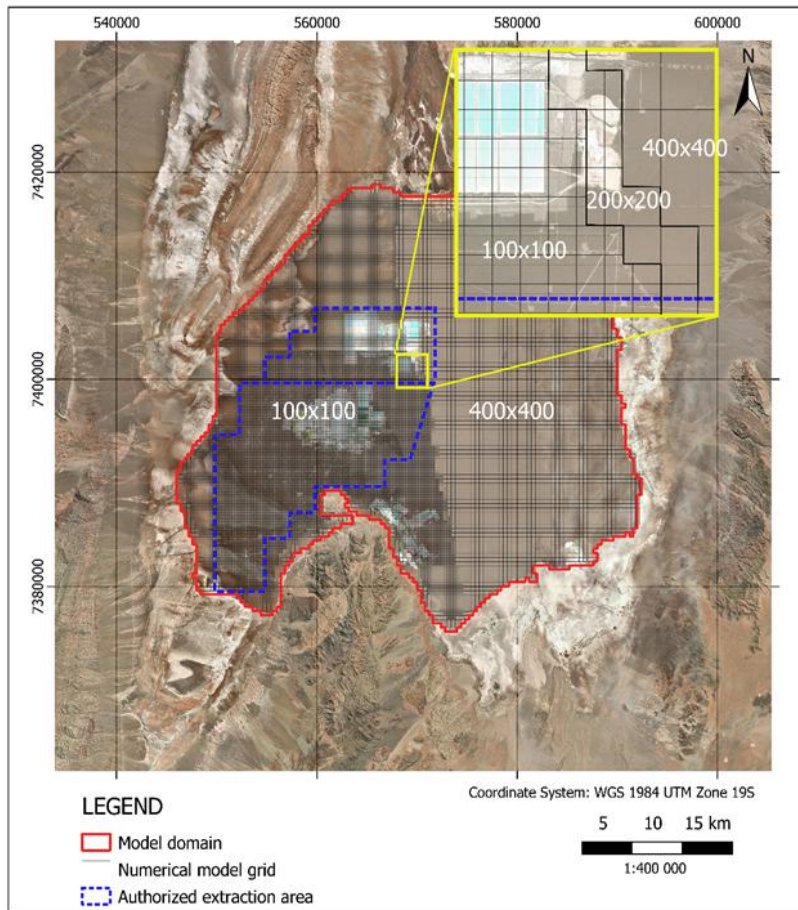 540000 560000 580000 600000
N
7420000
400x400
200x200
100x100
7400000
100x100 400x400
7380000
Coordinate System: WGS 1984 UTM Zone 19S
LEGEND
5 10 15 km
Model domain
Numerical model grid
1:400 000
Authorized extraction area